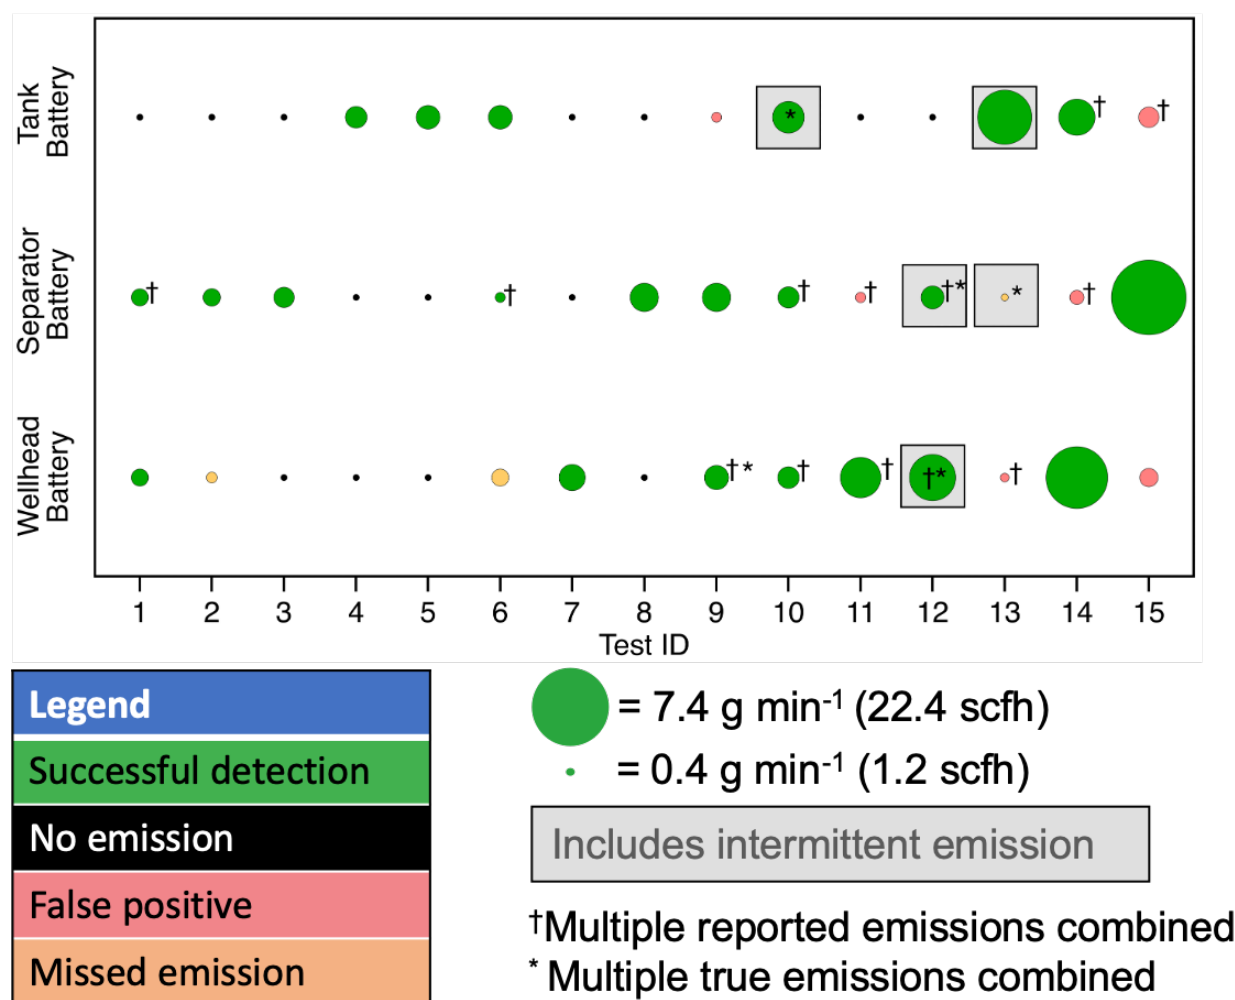 Tank
Battery
*
†
†
Separator
Battery
†
†
†
†
†*
*
†
Wellhead
Battery
†*
†
†
†*
†
1 2 3 4 5 6 7 8 9 10 11 12 13 14 15
Test ID
Legend
Successful detection
No emission
False positive
Missed emission
= 7.4 g min⁻¹ (22.4 scfh)
= 0.4 g min⁻¹ (1.2 scfh)
Includes intermittent emission
†Multiple reported emissions combined
* Multiple true emissions combined